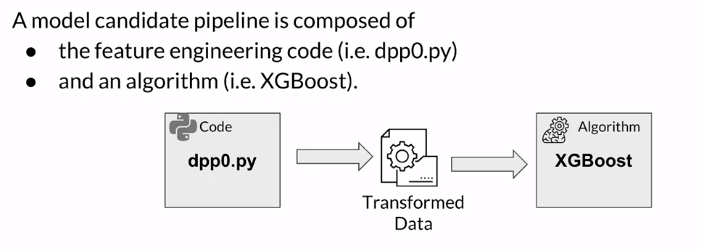 A model candidate pipeline is composed of
● the feature engineering code (i.e. dpp0.py)
● and an algorithm (i.e. XGBoost).
Code
dpp0.py
Transformed
Data
Algorithm
XGBoost